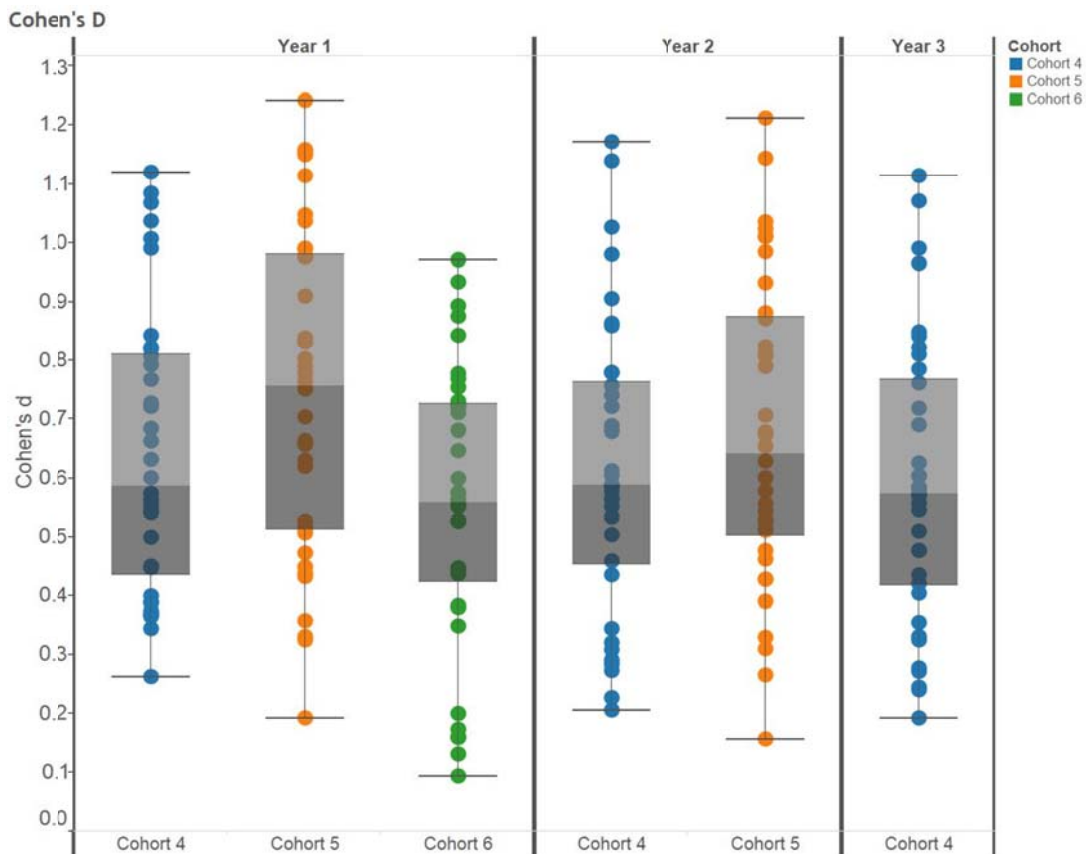 Cohen's D
Year 1
Year 2
Year 3
Cohort
Cohort 4
Cohort 5
Cohort 6
1.3
1.2
1.1
1.0
0.9
0.8
0.7
0.6
0.5
0.4
0.3
0.2
0.1
0.0
Cohen's d
Cohort 4
Cohort 5
Cohort 6
Cohort 4
Cohort 5
Cohort 4